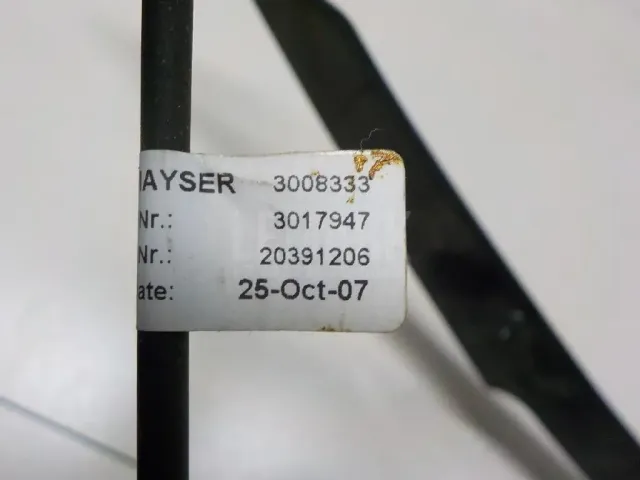 AYSER 3008333
Nr.: 3017947
Nr.: 20391206
ate: 25-Oct-07